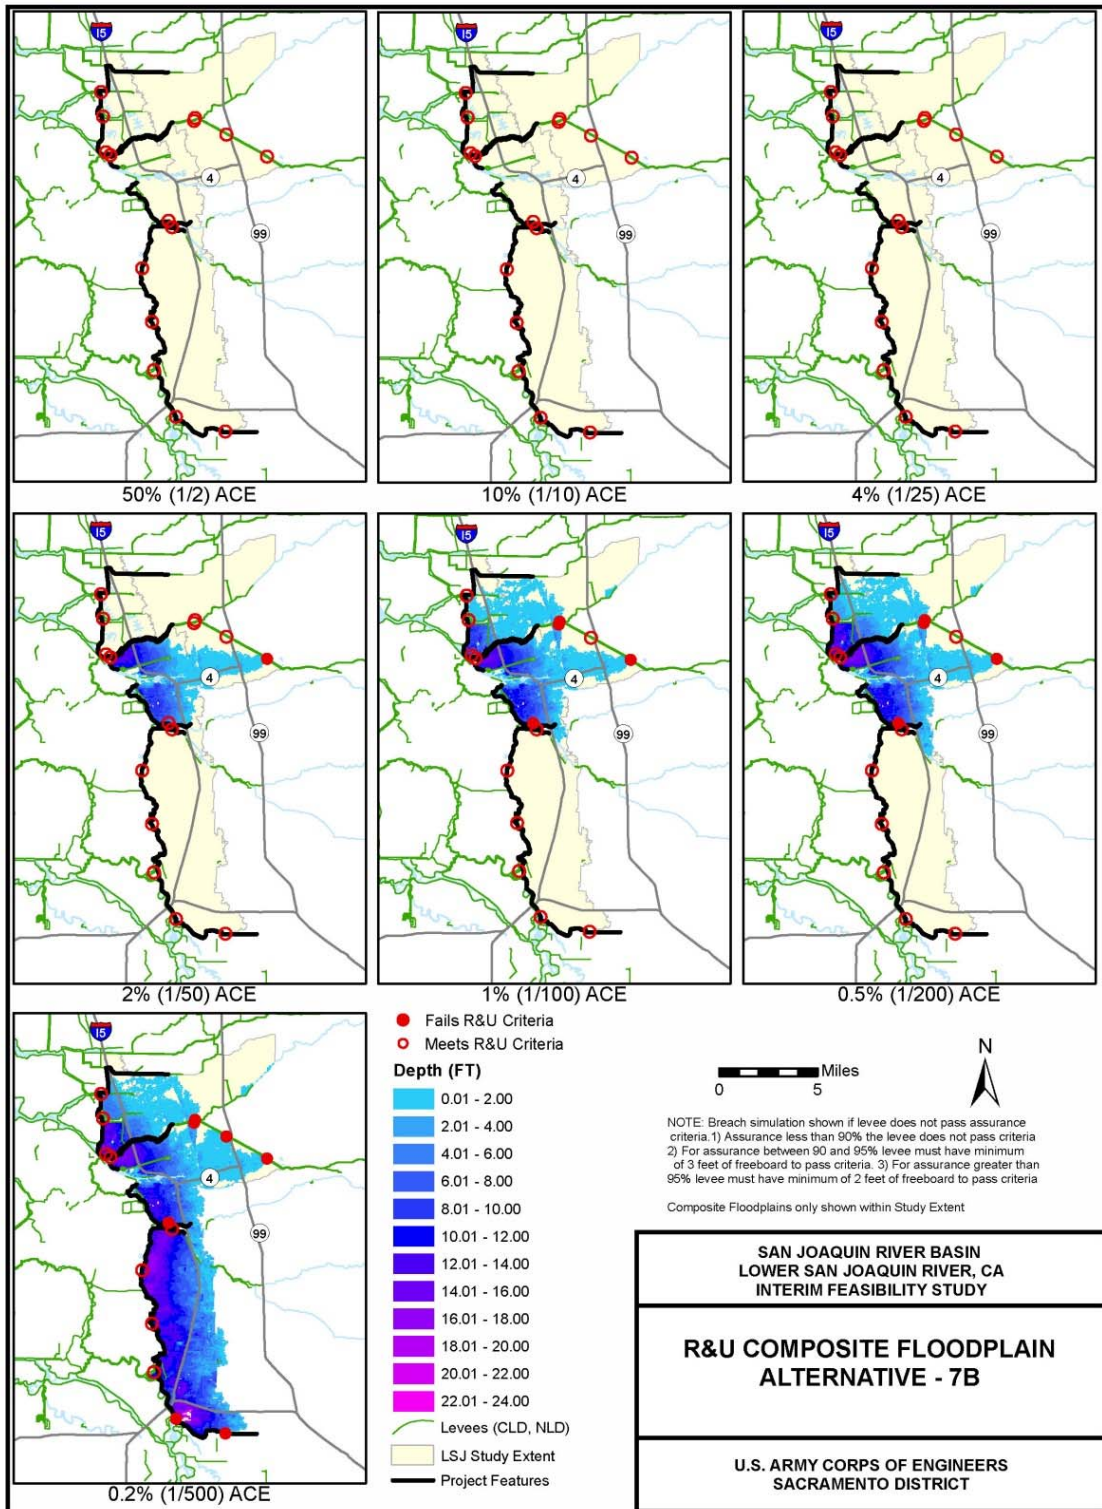 15
4
99
50% (1/2) ACE
15
4
99
10% (1/10) ACE
15
4
99
4% (1/25) ACE
15
4
99
2% (1/50) ACE
15
4
99
1% (1/100) ACE
15
4
99
0.5% (1/200) ACE
15
4
99
0.2% (1/500) ACE
Fails R&U Criteria
Meets R&U Criteria
Depth (FT)
0.01 - 2.00
2.01 - 4.00
4.01 - 6.00
6.01 - 8.00
8.01 - 10.00
10.01 - 12.00
12.01 - 14.00
14.01 - 16.00
16.01 - 18.00
18.01 - 20.00
20.01 - 22.00
22.01 - 24.00
Levees (CLD, NLD)
LSJ Study Extent
Project Features
Miles
0 5
N
NOTE: Breach simulation shown if levee does not pass assurance
criteria.1) Assurance less than 90% the levee does not pass criteria
2) For assurance between 90 and 95% levee must have minimum
of 3 feet of freeboard to pass criteria. 3) For assurance greater than
95% levee must have minimum of 2 feet of freeboard to pass criteria
Composite Floodplains only shown within Study Extent
SAN JOAQUIN RIVER BASIN
LOWER SAN JOAQUIN RIVER, CA
INTERIM FEASIBILITY STUDY
R&U COMPOSITE FLOODPLAIN
ALTERNATIVE - 7B
U.S. ARMY CORPS OF ENGINEERS
SACRAMENTO DISTRICT